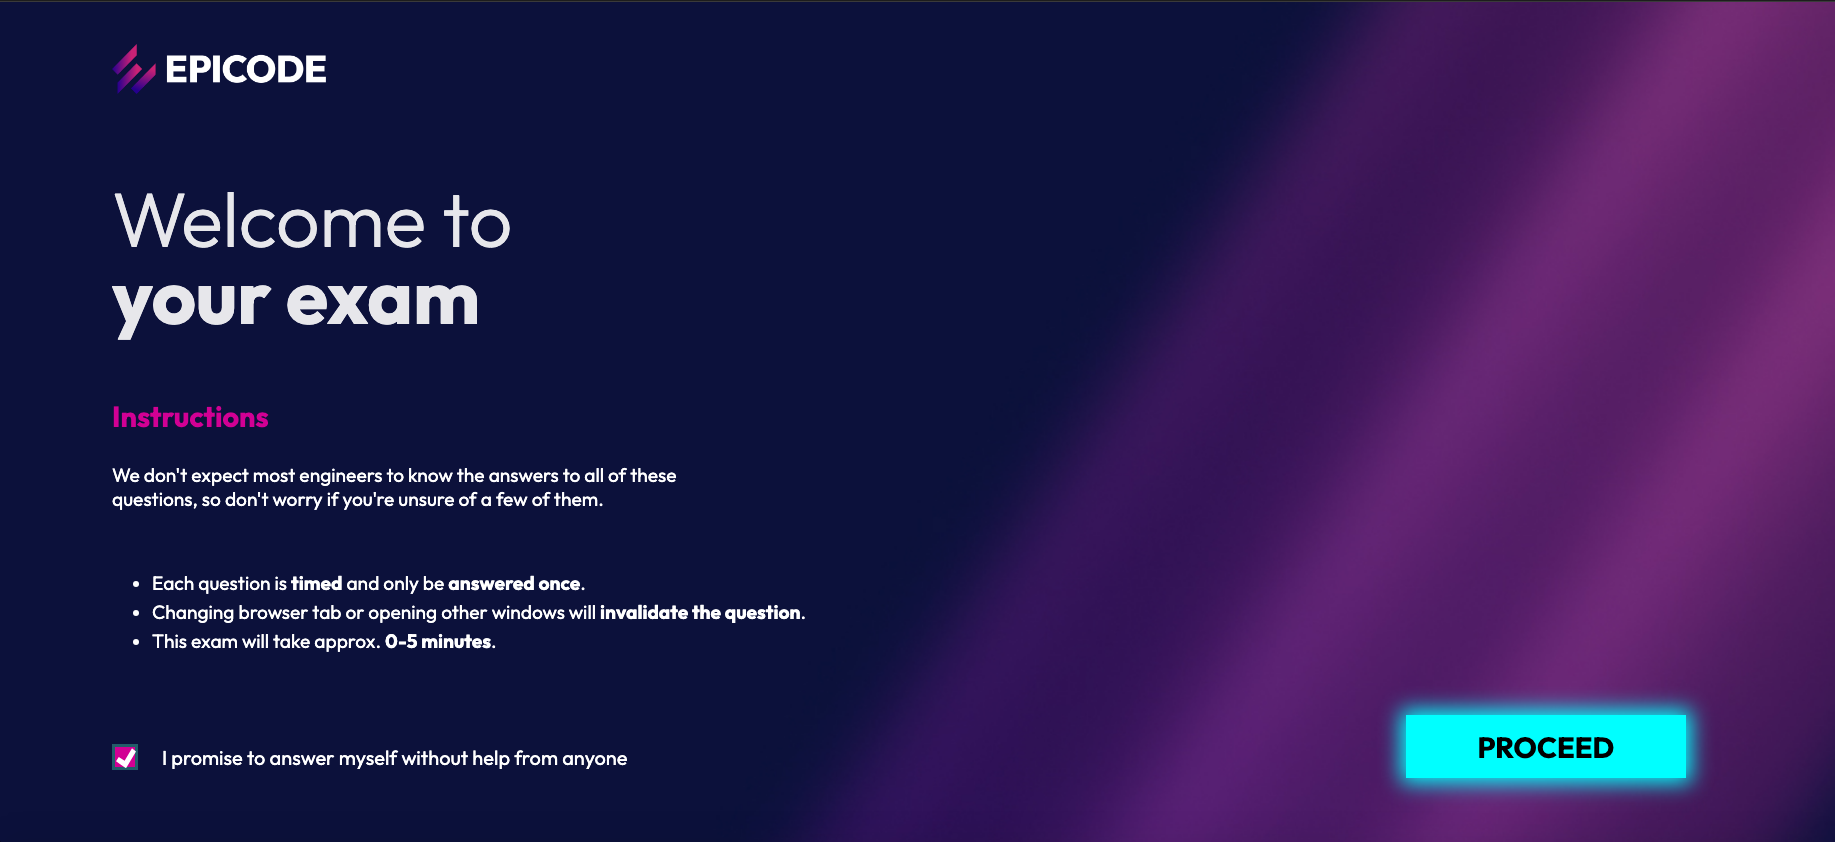 EPICODE
Welcome to
your exam
Instructions
We don't expect most engineers to know the answers to all of these
questions, so don't worry if you're unsure of a few of them.
Each question is timed and only be answered once.
Changing browser tab or opening other windows will invalidate the question.
This exam will take approx. 0-5 minutes.
I promise to answer myself without help from anyone
PROCEED